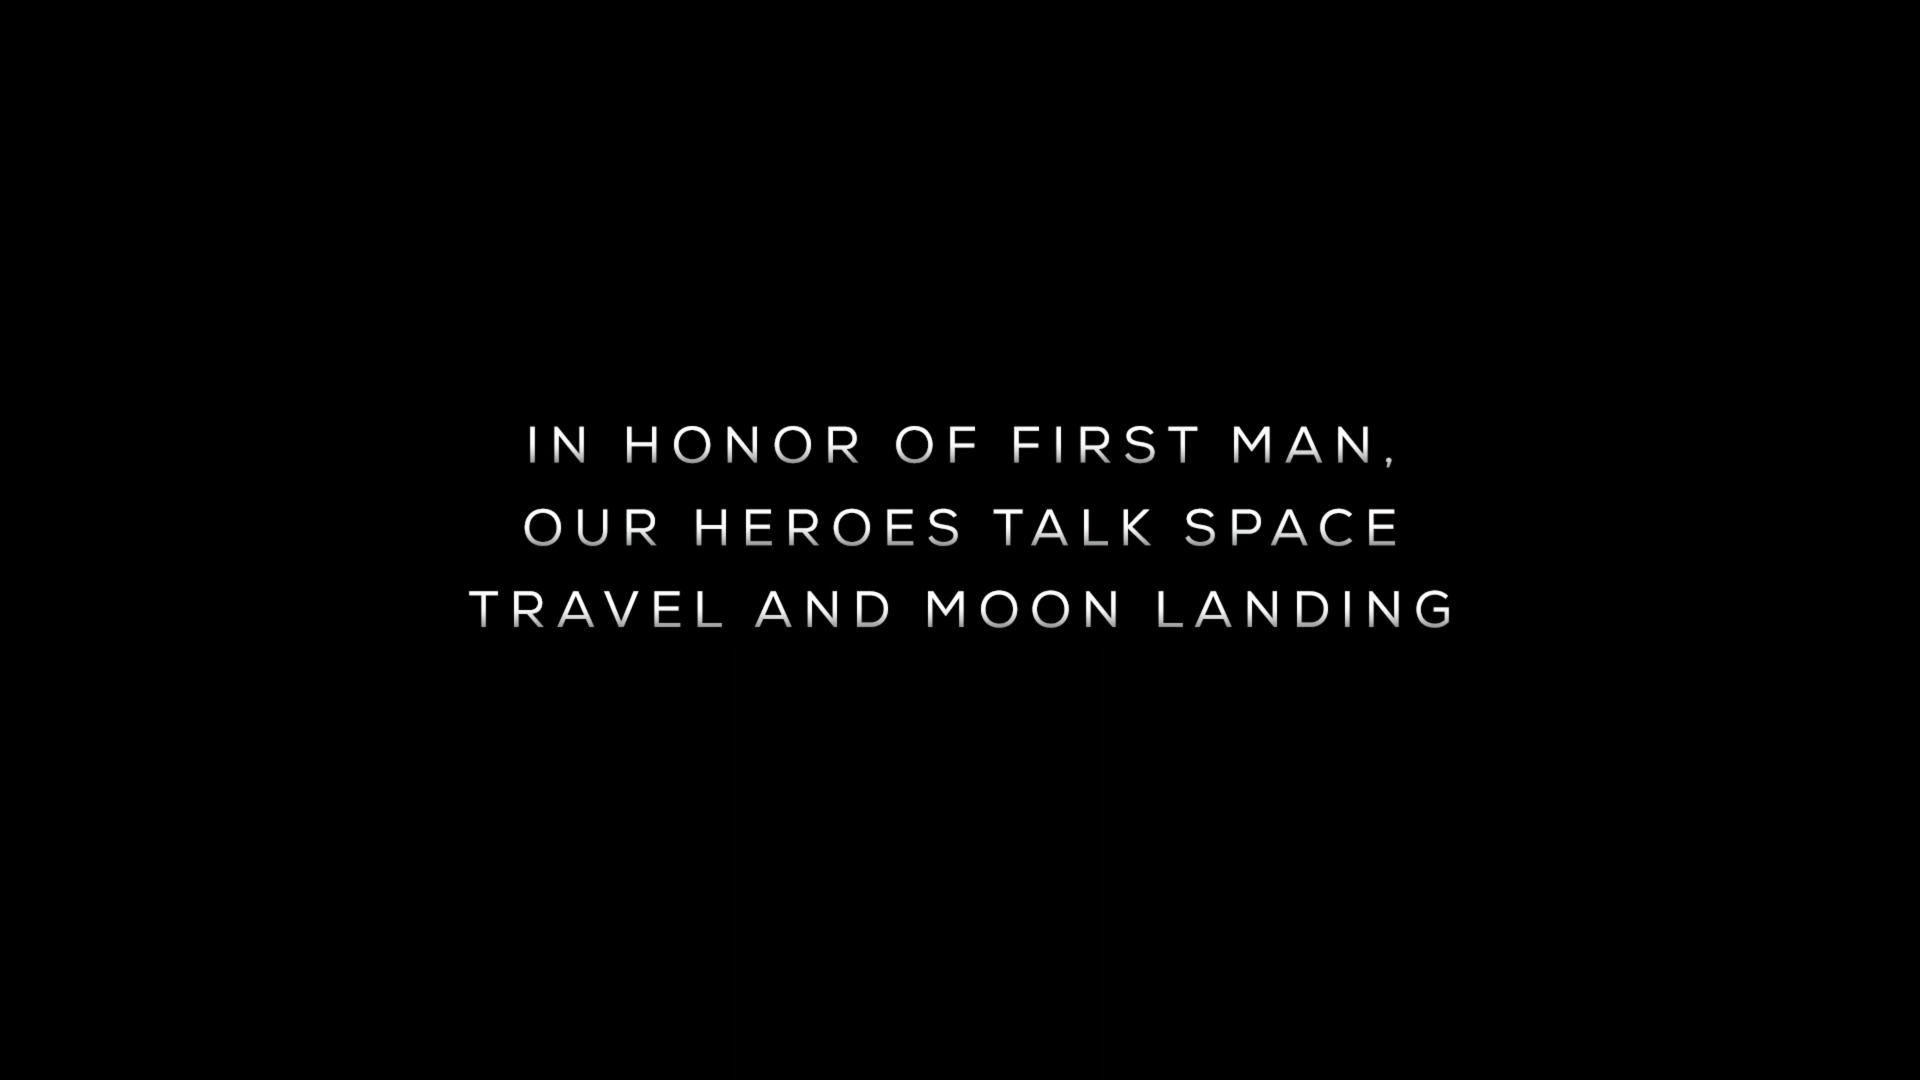 IN HONOR OF FIRST MAN,
OUR HEROES TALK SPACE
TRAVEL AND MOON LANDING